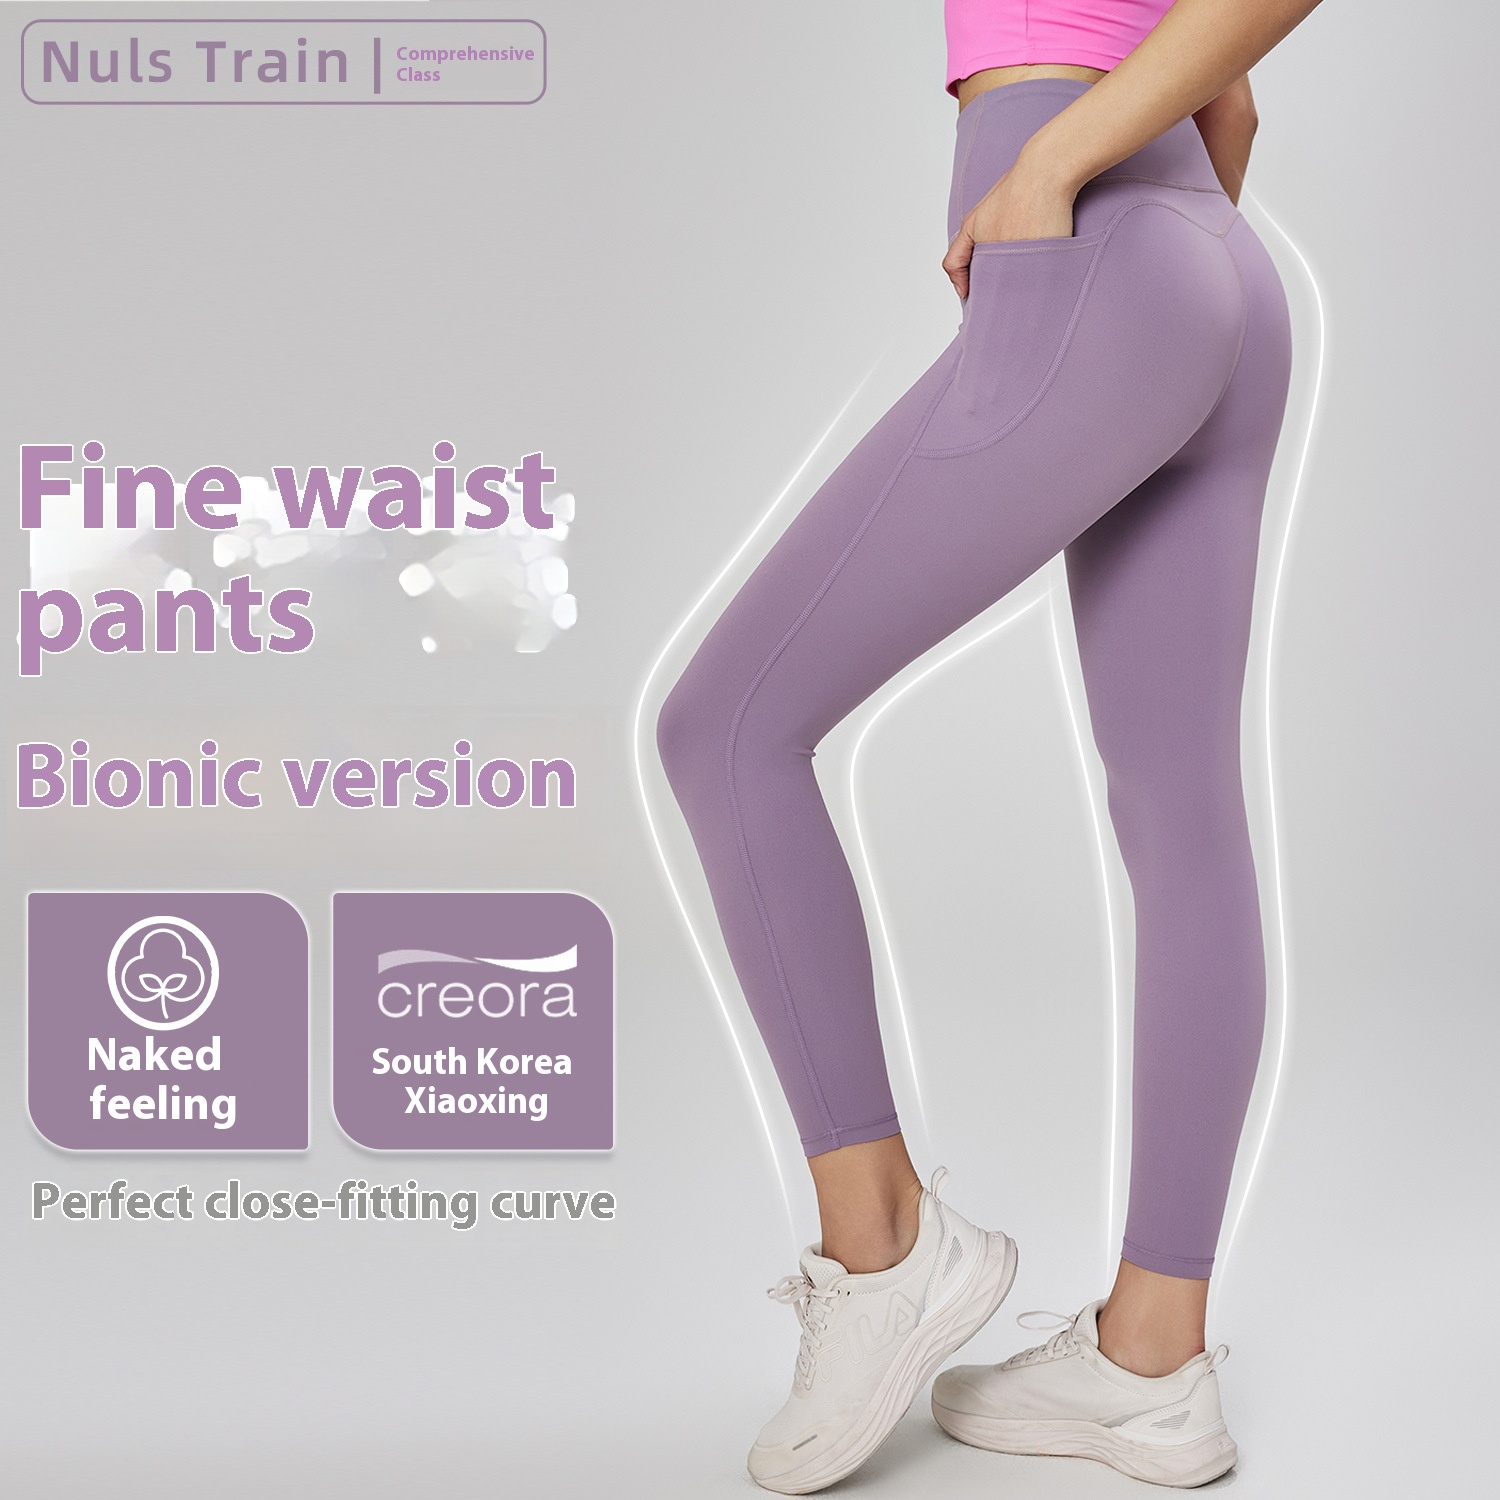 Nuls Train
Comprehensive
Class
Fine waist
pants
Bionic version
Naked
feeling
creora
South Korea
Xiaoxing
Perfect close-fitting curve
FILA